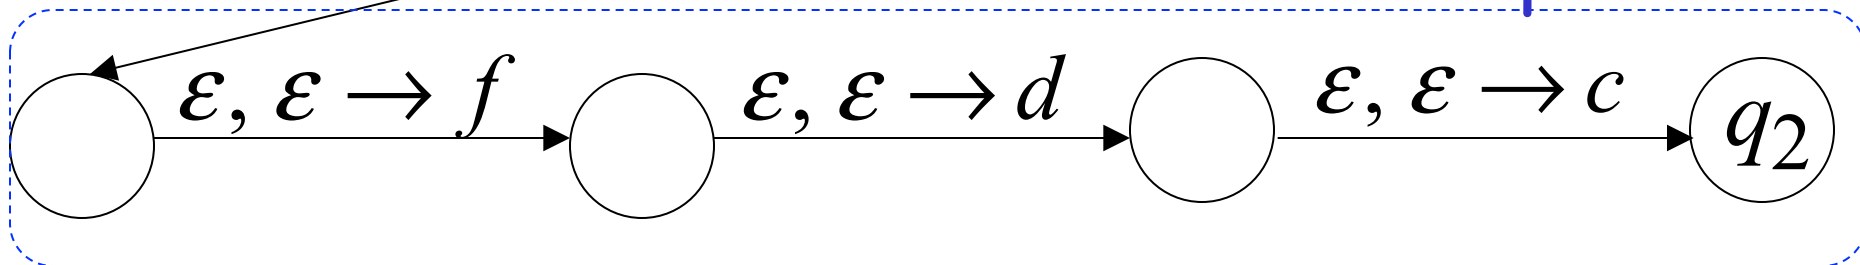 ε, ε → f ε, ε → d ε, ε → c q₂